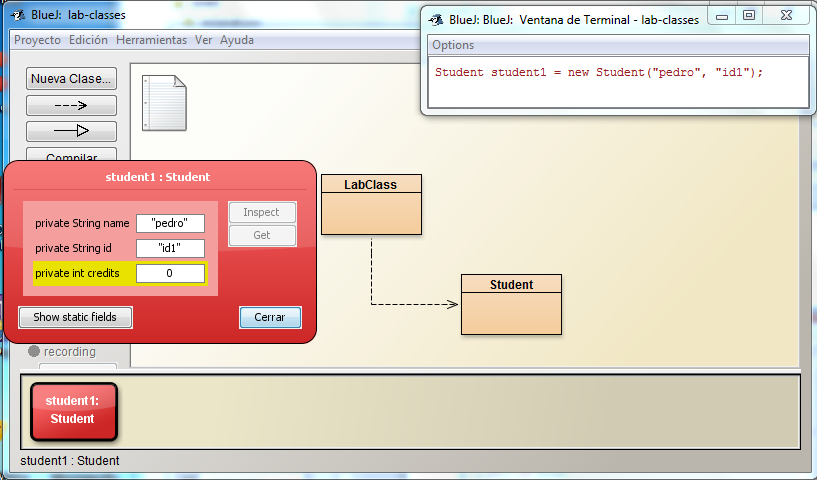 BlueJ:  lab-classes
Proyecto  Edición  Herramientas  Ver  Ayuda
Nueva Clase...
Compilar
BlueJ: BlueJ:  Ventana de Terminal - lab-classes
Options
Student student1 = new Student("pedro", "id1");
student1 : Student
private String name  "pedro"
private String id  "id1"
private int credits  0
Inspect
Get
Show static fields
Cerrar
LabClass
Student
recording
student1:
Student
student1 : Student